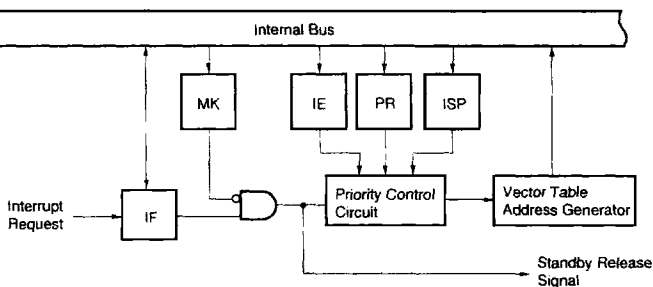 Internal Bus
MK
IE
PR
ISP
Interrupt
Request
IF
Priority Control
Circuit
Vector Table
Address Generator
Standby Release
Signal